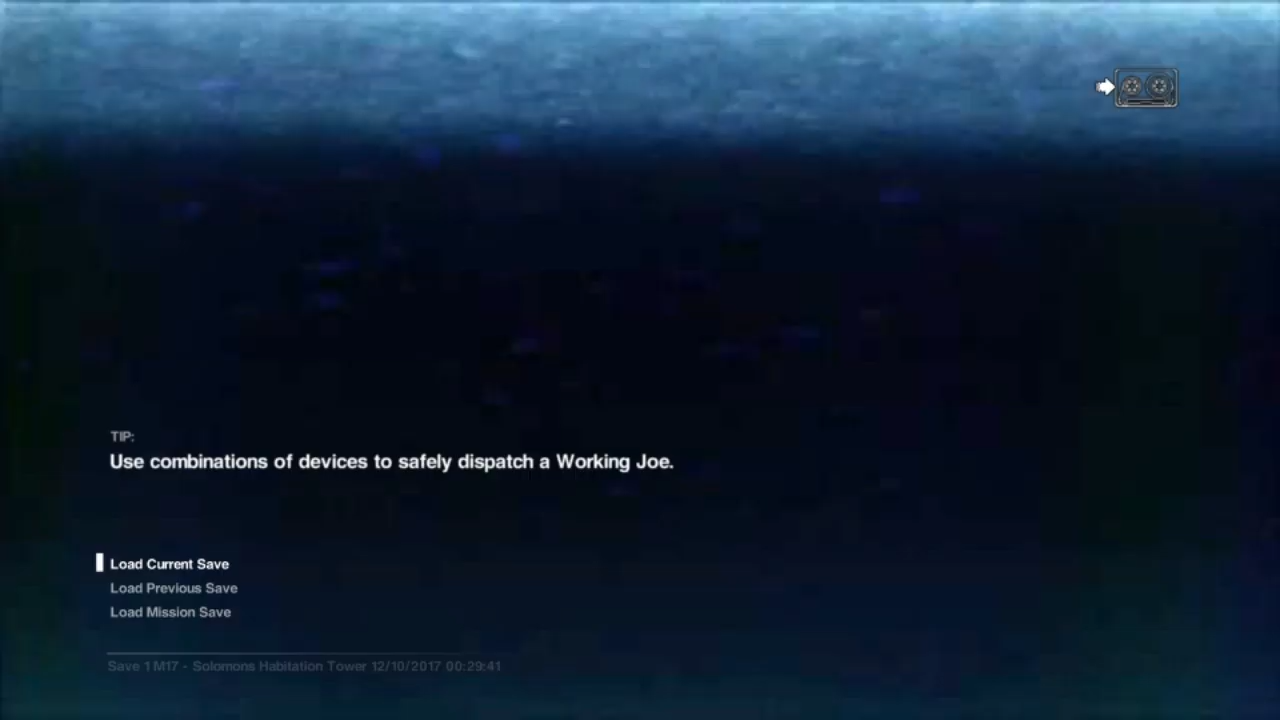 TIP:
Use combinations of devices to safely dispatch a Working Joe.
Load Current Save
Load Previous Save
Load Mission Save
Save 1 M17 - Solomons Habitation Tower 12/10/2017 00:29:41